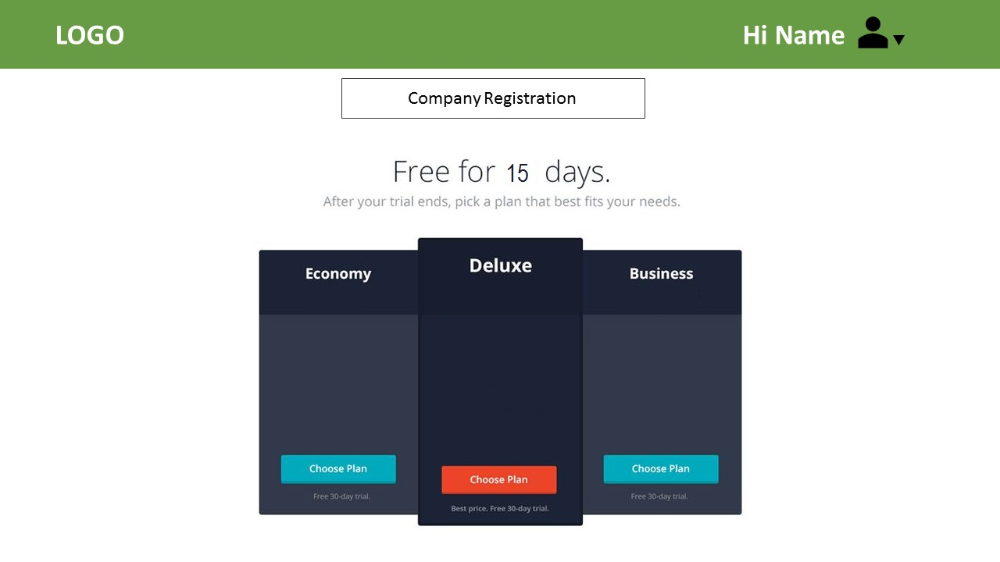 LOGO
Hi Name
Company Registration
Free for 15 days.
After your trial ends, pick a plan that best fits your needs.
Economy
Deluxe
Business
Choose Plan
Choose Plan
Choose Plan
Free 30-day trial.
Best price. Free 30-day trial.
Free 30-day trial.